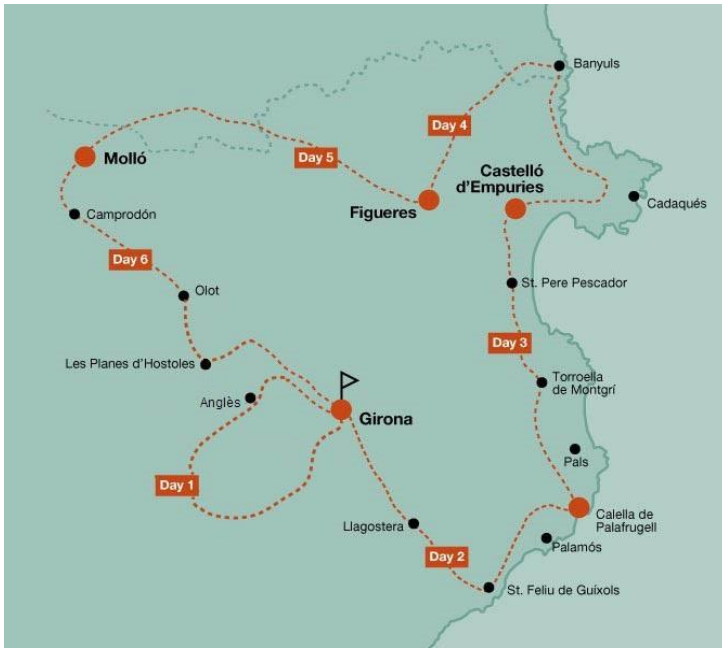 Banyuls
Day 4
Day 5
Molló
Castelló
d'Empuries
Figueres
Cadaqués
Camprodón
Day 6
Olot
St. Pere Pescador
Day 3
Les Planes d'Hostoles
Torroella
de Montgrí
Anglès
Girona
Pals
Day 1
Calella de
Palafrugell
Llagostera
Day 2
Palamós
St. Feliu de Guíxols